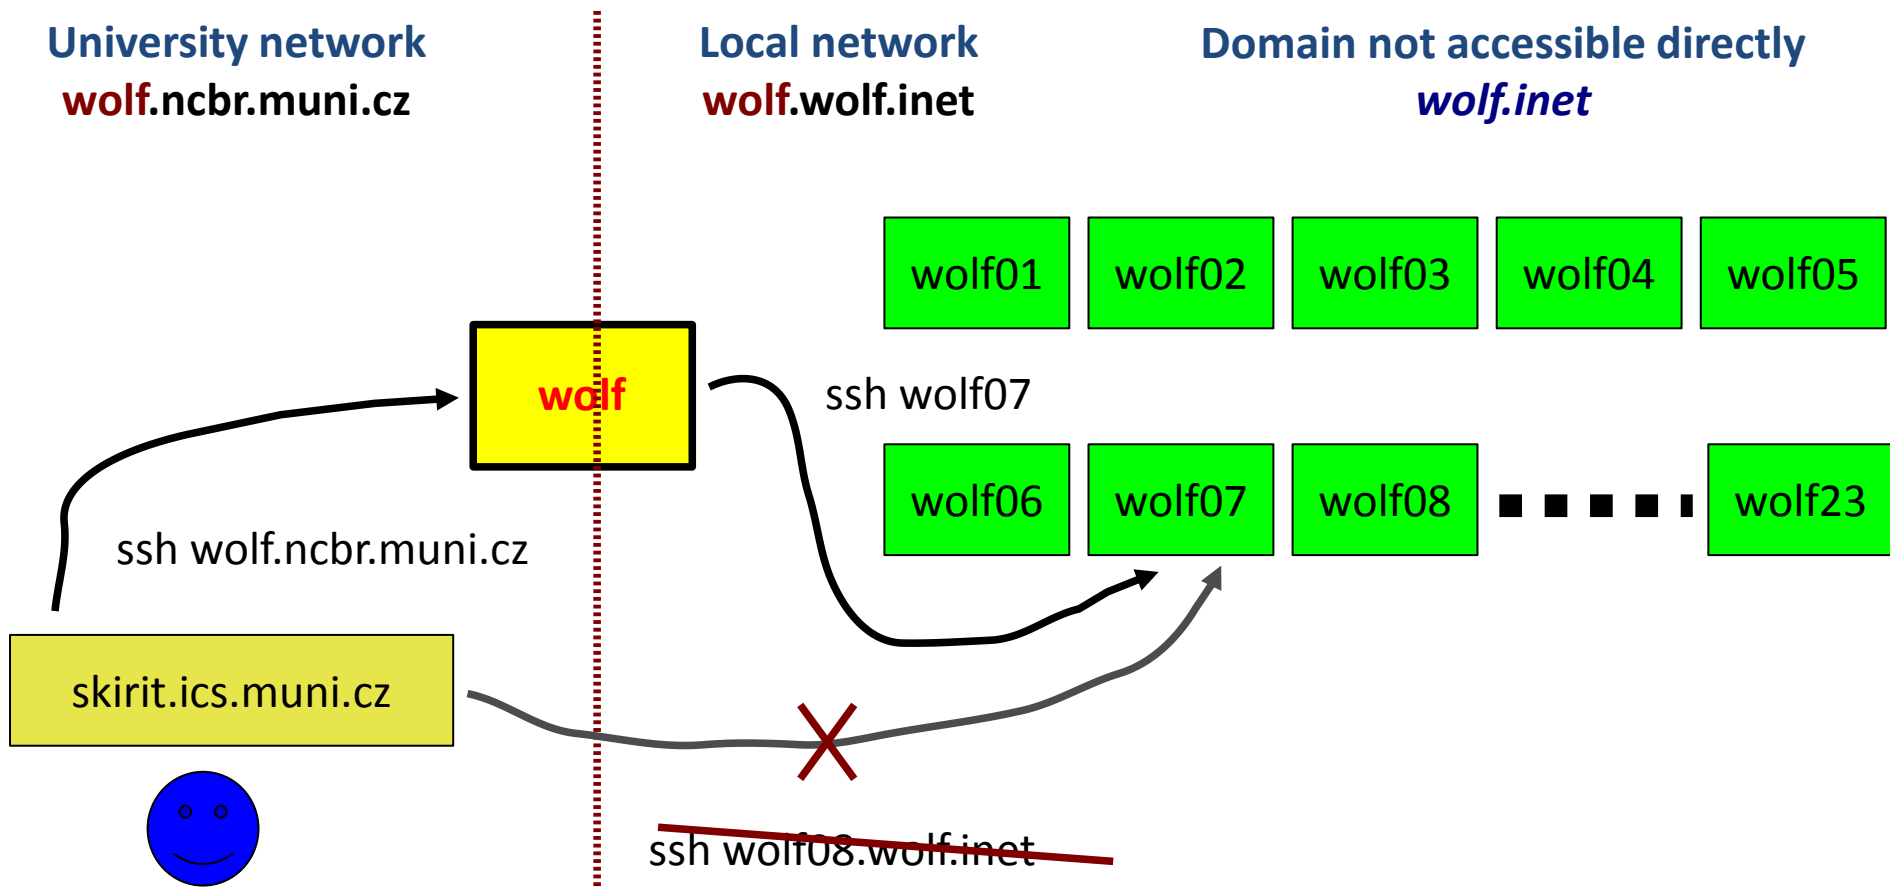 University network
wolf.ncbr.muni.cz
Local network
wolf.wolf.inet
Domain not accessible directly
wolf.inet
wolf01
wolf02
wolf03
wolf04
wolf05
wolf
ssh wolf07
wolf06
wolf07
wolf08
wolf23
ssh wolf.ncbr.muni.cz
skirit.ics.muni.cz
ssh wolf08.wolf.inet